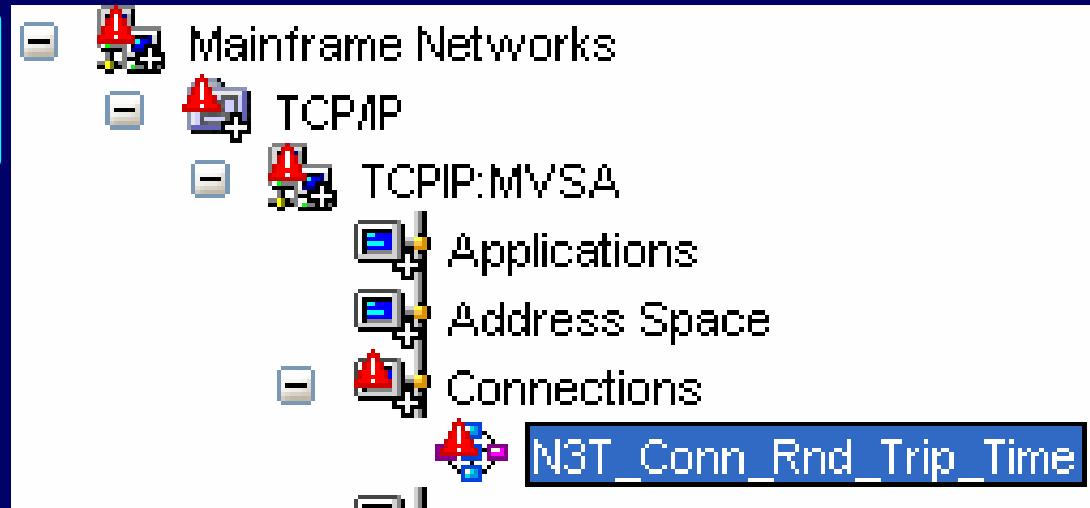 Mainframe Networks
TCP/IP
TCPIP:MVSA
Applications
Address Space
Connections
N3T_Conn_Rnd_Trip_Time